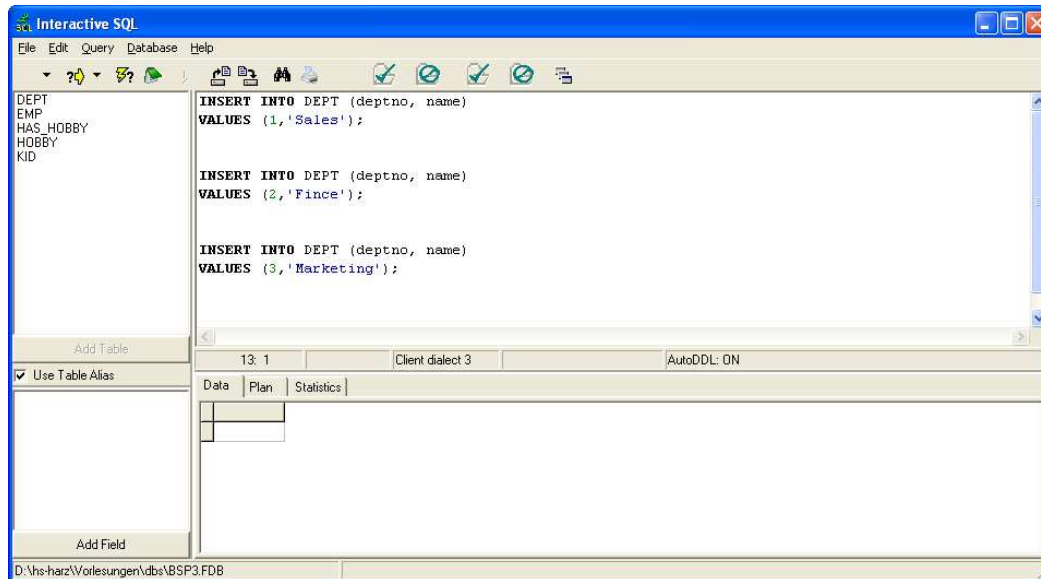 Interactive SQL
File Edit Query Database Help
DEPT
EMP
HAS_HOBBY
HOBBY
KID
INSERT INTO DEPT (deptno, name)
VALUES (1,'Sales');
INSERT INTO DEPT (deptno, name)
VALUES (2,'Fince');
INSERT INTO DEPT (deptno, name)
VALUES (3,'Marketing');
Add Table
13: 1 Client dialect 3 AutoDDL: ON
Use Table Alias
Data Plan Statistics
Add Field
D:\hs-harz\Vorlesungen\dbs\BSP3.FDB